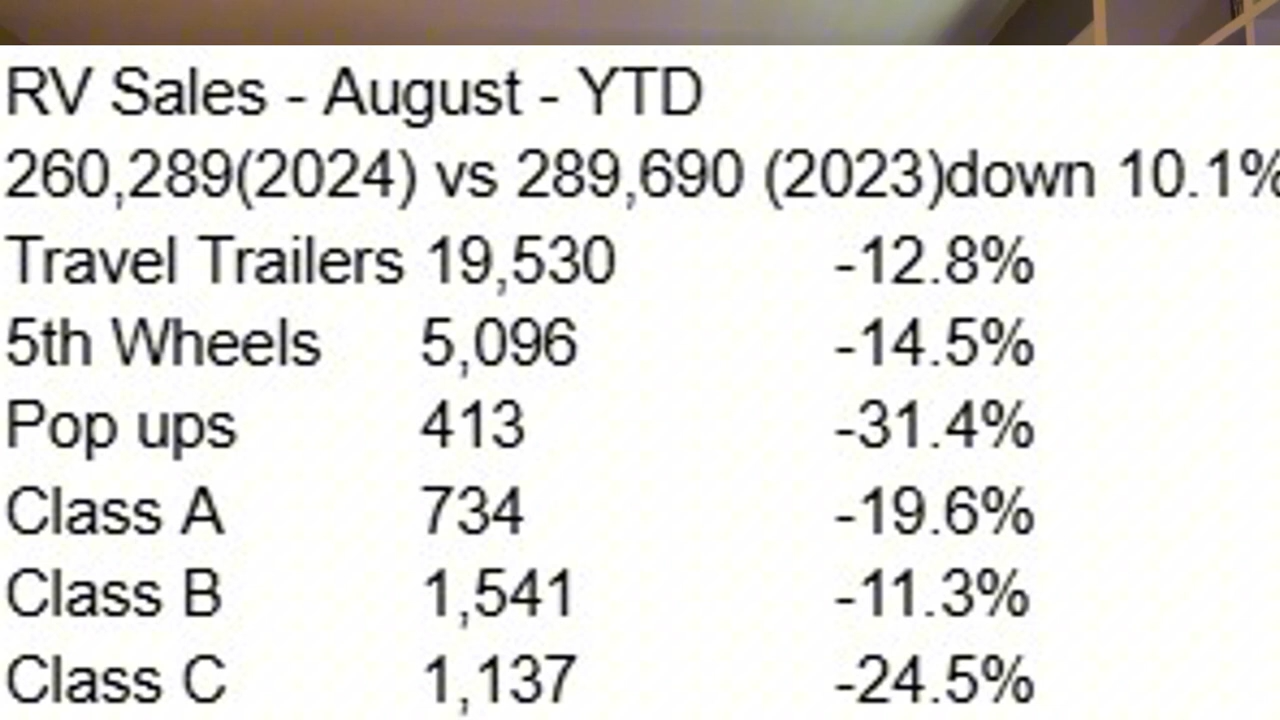 RV Sales - August - YTD
260,289(2024) vs 289,690 (2023)down 10.1%
Travel Trailers 19,530 -12.8%
5th Wheels 5,096 -14.5%
Pop ups 413 -31.4%
Class A 734 -19.6%
Class B 1,541 -11.3%
Class C 1,137 -24.5%